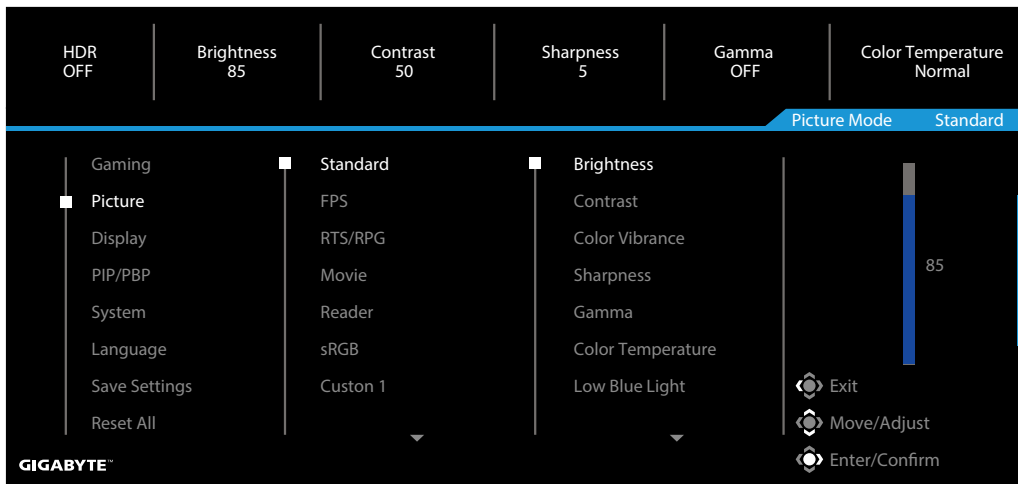 HDR
OFF
Brightness
85
Contrast
50
Sharpness
5
Gamma
OFF
Color Temperature
Normal
Picture Mode Standard
Gaming
Picture
Display
PIP/PBP
System
Language
Save Settings
Reset All
Standard
FPS
RTS/RPG
Movie
Reader
sRGB
Custon 1
Brightness
Contrast
Color Vibrance
Sharpness
Gamma
Color Temperature
Low Blue Light
85
Exit
Move/Adjust
Enter/Confirm
GIGABYTE™